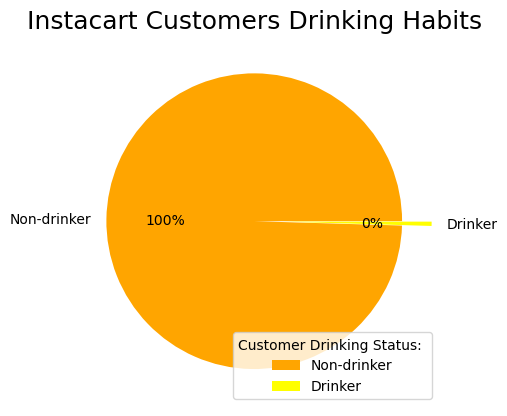 Instacart Customers Drinking Habits
Non-drinker
100%
0%
Drinker
Customer Drinking Status:
Non-drinker
Drinker